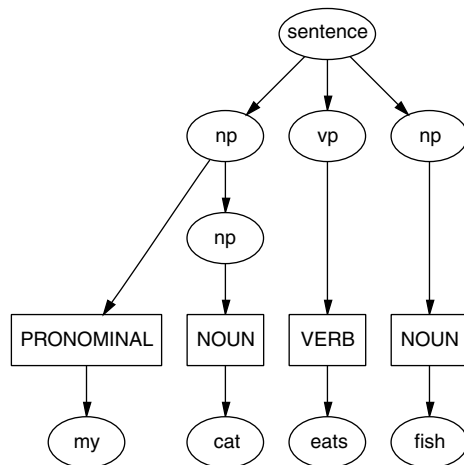 sentence
np vp np
np
PRONOMINAL NOUN VERB NOUN
my cat eats fish